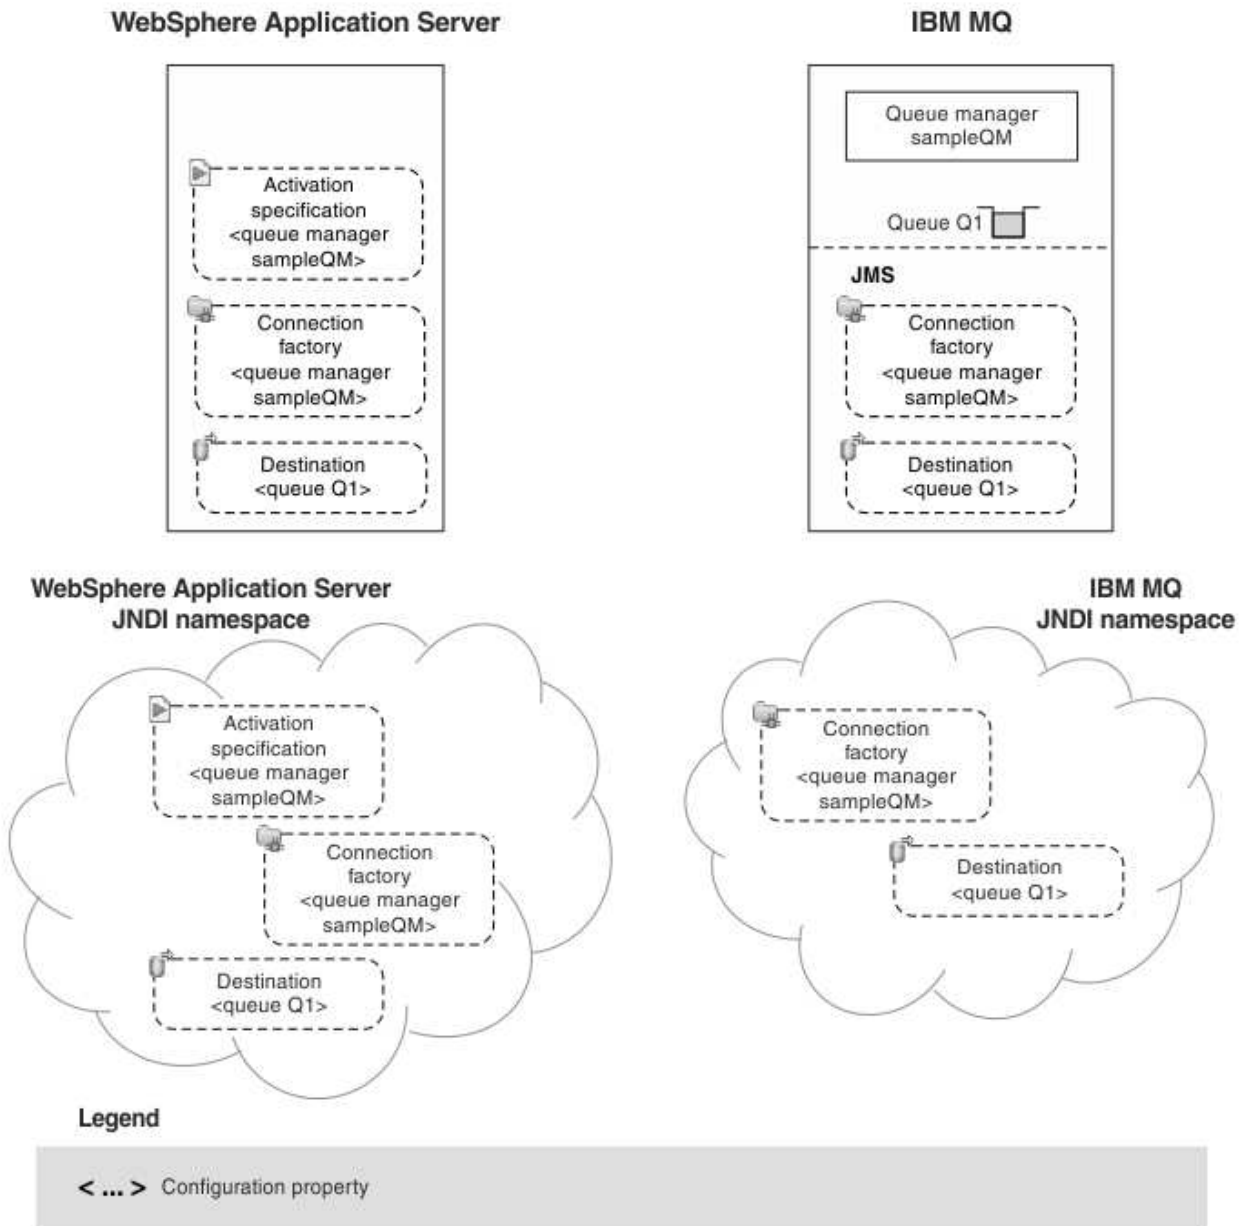 WebSphere Application Server
Activation
specification
<queue manager
sampleQM>
Connection
factory
<queue manager
sampleQM>
Destination
<queue Q1>
IBM MQ
Queue manager
sampleQM
Queue Q1
JMS
Connection
factory
<queue manager
sampleQM>
Destination
<queue Q1>
WebSphere Application Server
JNDI namespace
Activation
specification
<queue manager
sampleQM>
Connection
factory
<queue manager
sampleQM>
Destination
<queue Q1>
IBM MQ
JNDI namespace
Connection
factory
<queue manager
sampleQM>
Destination
<queue Q1>
Legend
< ... > Configuration property